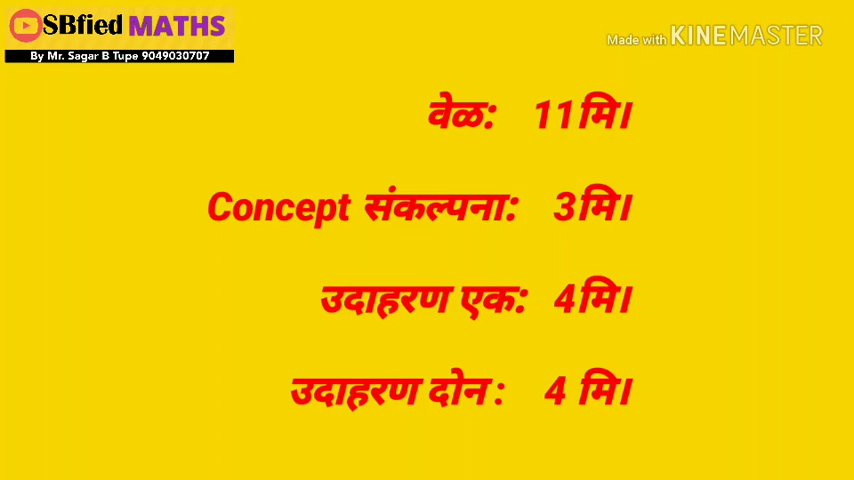 SBfied MATHS
By Mr. Sagar B Tupe 9049030707
Made with KINEMASTER
वेळ: 11मि।
Concept संकल्पना: 3मि।
उदाहरण एक: 4मि।
उदाहरण दोन : 4 मि।